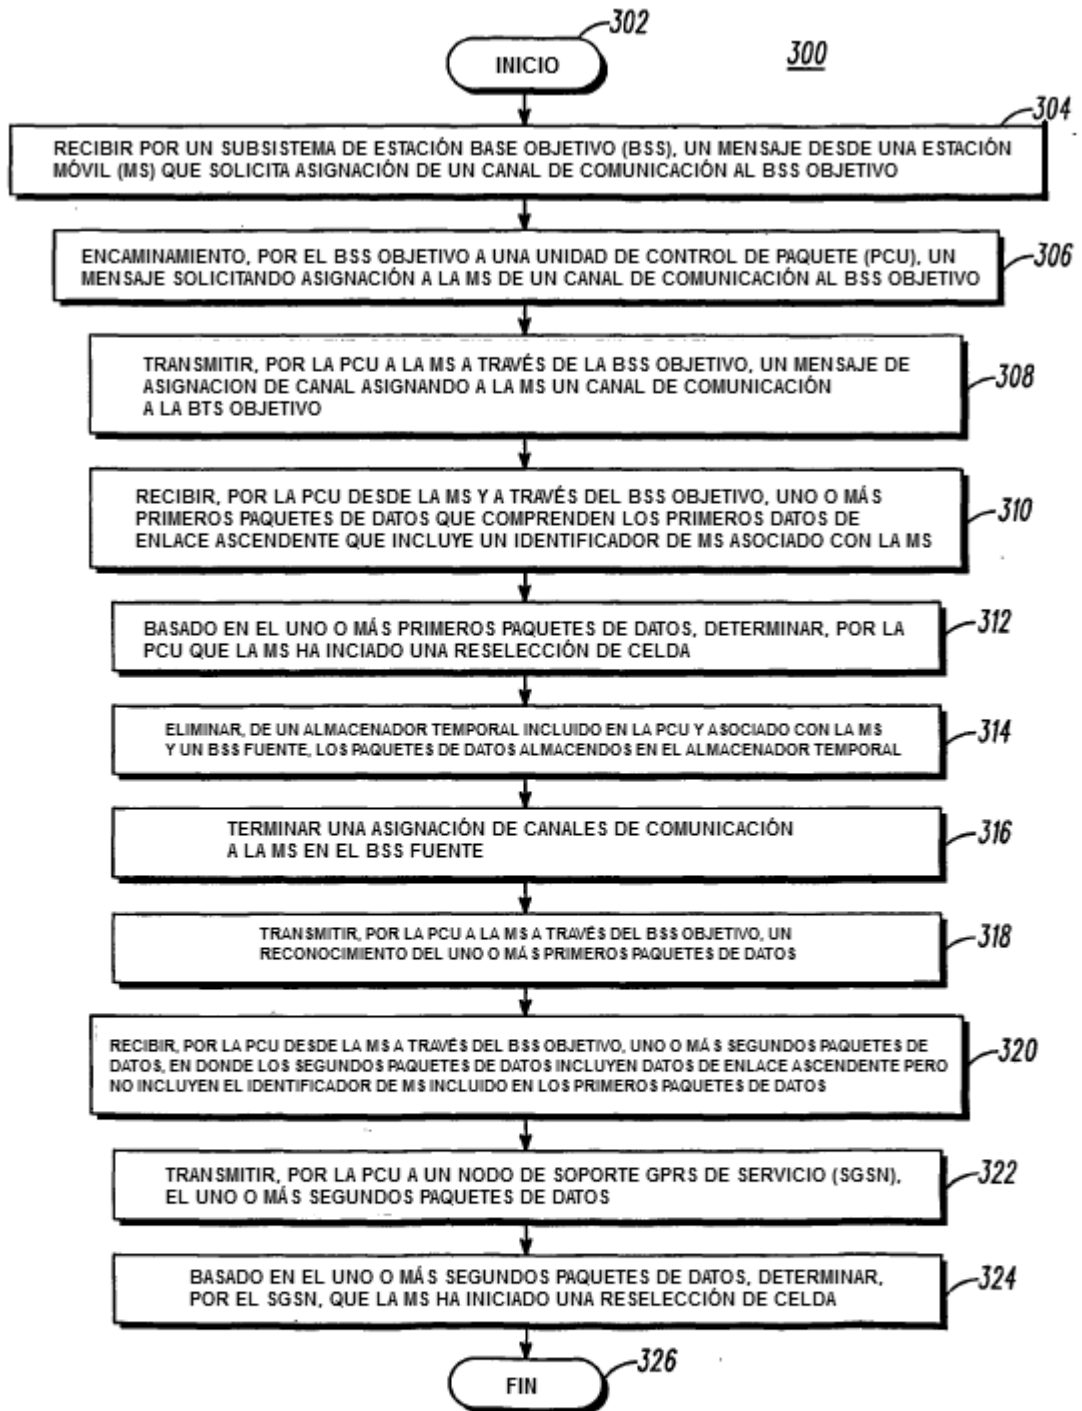 302
INICIO
300
304
RECIBIR POR UN SUBSISTEMA DE ESTACIÓN BASE OBJETIVO (BSS), UN MENSAJE DESDE UNA ESTACIÓN
MÓVIL (MS) QUE SOLICITA ASIGNACIÓN DE UN CANAL DE COMUNICACIÓN AL BSS OBJETIVO
ENCAMINAMIENTO, POR EL BSS OBJETIVO A UNA UNIDAD DE CONTROL DE PAQUETE (PCU), UN
MENSAJE SOLICITANDO ASIGNACIÓN A LA MS DE UN CANAL DE COMUNICACIÓN AL BSS OBJETIVO
306
TRANSMITIR, POR LA PCU A LA MS A TRAVÉS DE LA BSS OBJETIVO, UN MENSAJE DE
ASIGNACION DE CANAL ASIGNANDO A LA MS UN CANAL DE COMUNICACIÓN
A LA BTS OBJETIVO
308
RECIBIR, POR LA PCU DESDE LA MS Y A TRAVÉS DEL BSS OBJETIVO, UNO O MÁS
PRIMEROS PAQUETES DE DATOS QUE COMPRENDEN LOS PRIMEROS DATOS DE
ENLACE ASCENDENTE QUE INCLUYE UN IDENTIFICADOR DE MS ASOCIADO CON LA MS
310
BASADO EN EL UNO O MÁS PRIMEROS PAQUETES DE DATOS, DETERMINAR, POR LA
PCU QUE LA MS HA INCIADO UNA RESELECCIÓN DE CELDA
312
ELIMINAR, DE UN ALMACENADOR TEMPORAL INCLUIDO EN LA PCU Y ASOCIADO CON LA MS
Y UN BSS FUENTE, LOS PAQUETES DE DATOS ALMACENDOS EN EL ALMACENADOR TEMPORAL
314
TERMINAR UNA ASIGNACIÓN DE CANALES DE COMUNICACIÓN
A LA MS EN EL BSS FUENTE
316
TRANSMITIR, POR LA PCU A LA MS A TRAVÉS DEL BSS OBJETIVO, UN
RECONOCIMIENTO DEL UNO O MÁS PRIMEROS PAQUETES DE DATOS
318
RECIBIR, POR LA PCU DESDE LA MS A TRAVÉS DEL BSS OBJETIVO, UNO O MÁS SEGUNDOS PAQUETES DE
DATOS, EN DONDE LOS SEGUNDOS PAQUETES DE DATOS INCLUYEN DATOS DE ENLACE ASCENDENTE PERO
NO INCLUYEN EL IDENTIFICADOR DE MS INCLUIDO EN LOS PRIMEROS PAQUETES DE DATOS
320
TRANSMITIR, POR LA PCU A UN NODO DE SOPORTE GPRS DE SERVICIO (SGSN),
EL UNO O MÁS SEGUNDOS PAQUETES DE DATOS
322
BASADO EN EL UNO O MÁS SEGUNDOS PAQUETES DE DATOS, DETERMINAR,
POR EL SGSN, QUE LA MS HA INICIADO UNA RESELECCIÓN DE CELDA
324
326
FIN